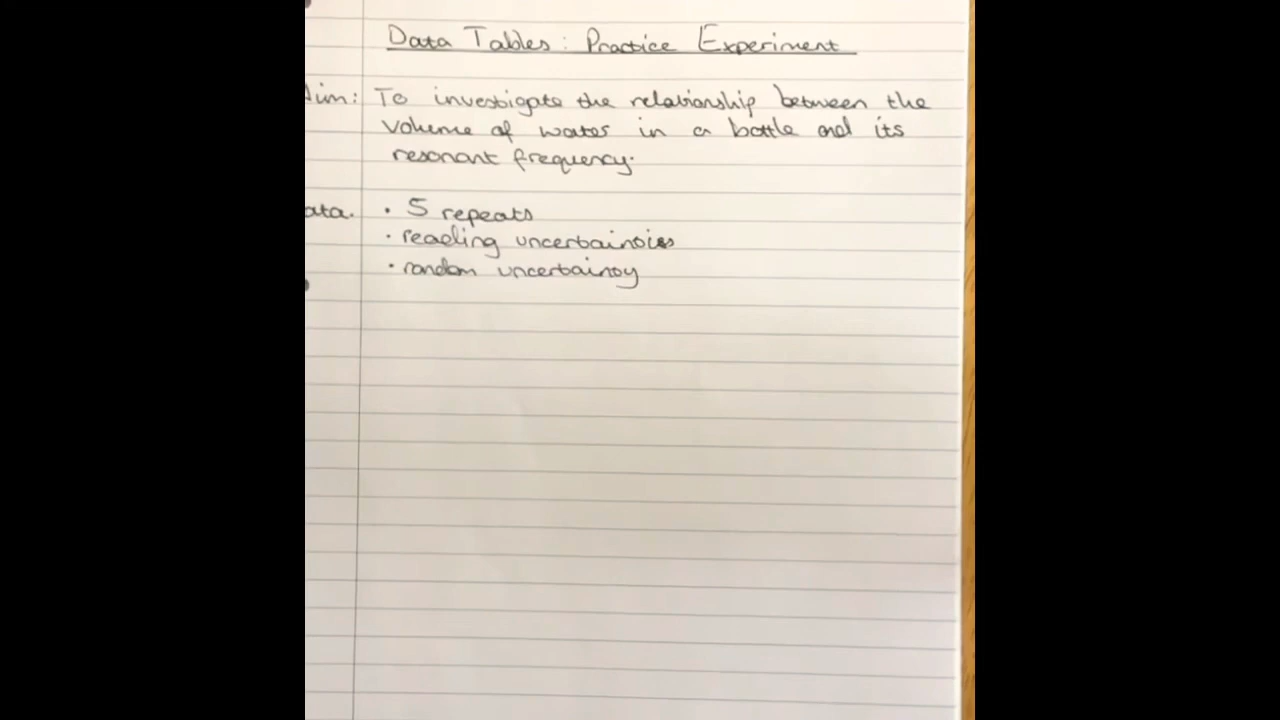 Data Tables: Practice Experiment
Aim: To investigate the relationship between the
volume of water in a bottle and its
resonant frequency.
ata. • 5 repeats
• reading uncertainties
• random uncertainty